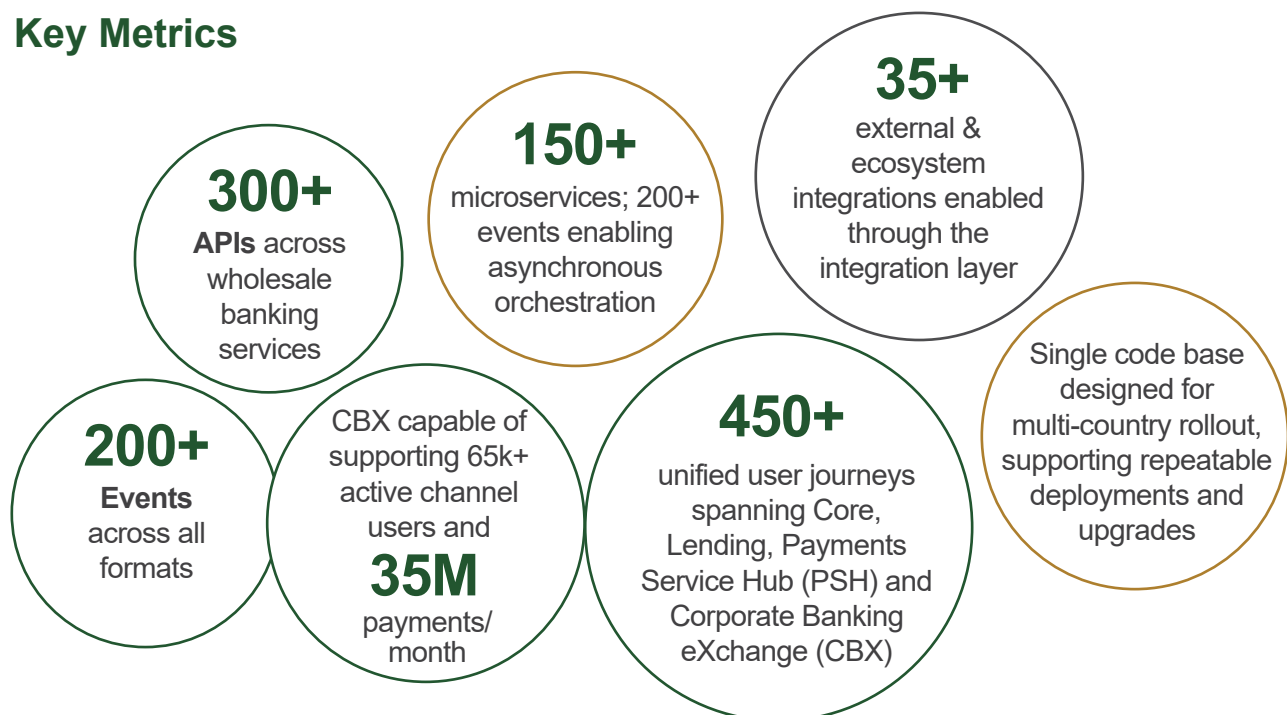 Key Metrics
300+
APIs across
wholesale
banking
services
150+
microservices; 200+
events enabling
asynchronous
orchestration
35+
external &
ecosystem
integrations enabled
through the
integration layer
200+
Events
across all
formats
CBX capable of
supporting 65k+
active channel
users and
35M
payments/
month
450+
unified user journeys
spanning Core,
Lending, Payments
Service Hub (PSH) and
Corporate Banking
eXchange (CBX)
Single code base
designed for
multi-country rollout,
supporting repeatable
deployments and
upgrades